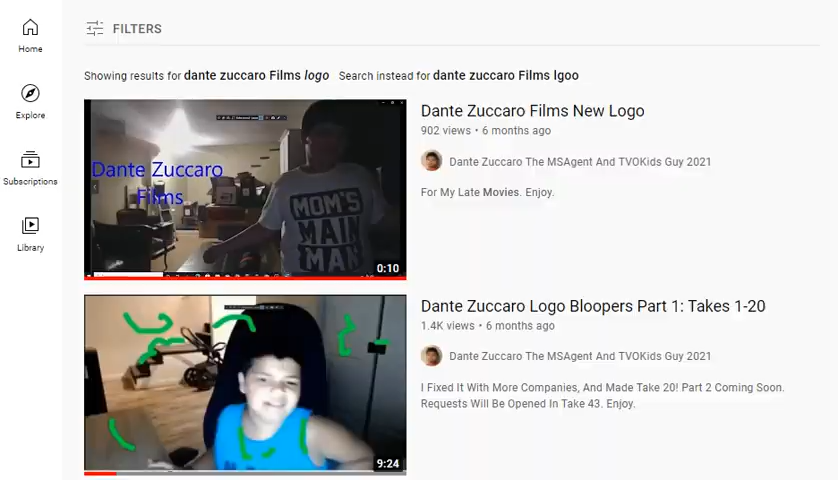 FILTERS
Home
Explore
Subscriptions
Library
Showing results for dante zuccaro Films logo Search instead for dante zuccaro Films lgoo
Dante Zuccaro
Films
MOM'S
MAIN
MAN
0:10
Dante Zuccaro Films New Logo
902 views • 6 months ago
Dante Zuccaro The MSAgent And TVOKids Guy 2021
For My Late Movies. Enjoy.
9:24
Dante Zuccaro Logo Bloopers Part 1: Takes 1-20
1.4K views • 6 months ago
Dante Zuccaro The MSAgent And TVOKids Guy 2021
I Fixed It With More Companies, And Made Take 20! Part 2 Coming Soon.
Requests Will Be Opened In Take 43. Enjoy.